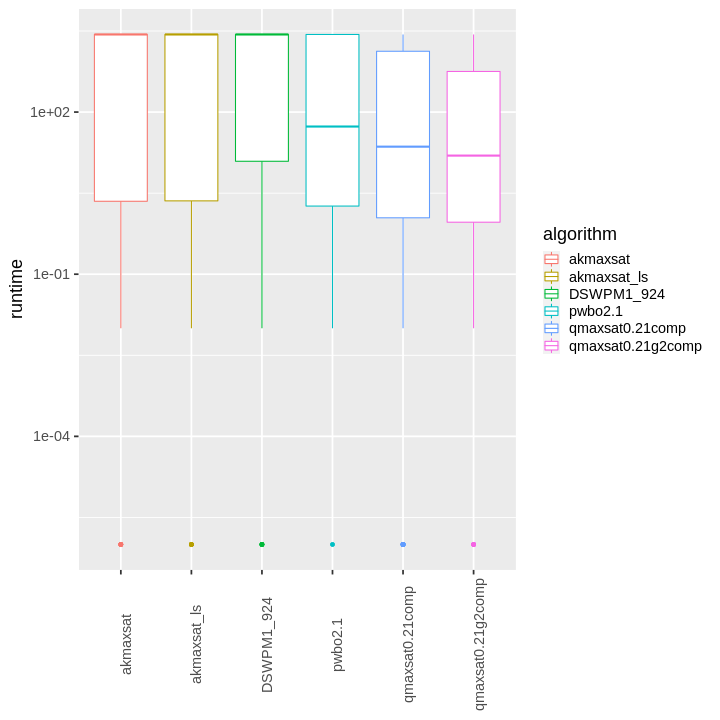 1e+02
1e-01
1e-04
runtime
akmaxsat
akmaxsat_ls
DSWPM1_924
pwbo2.1
qmaxsat0.21comp
qmaxsat0.21g2comp
algorithm
akmaxsat
akmaxsat_ls
DSWPM1_924
pwbo2.1
qmaxsat0.21comp
qmaxsat0.21g2comp